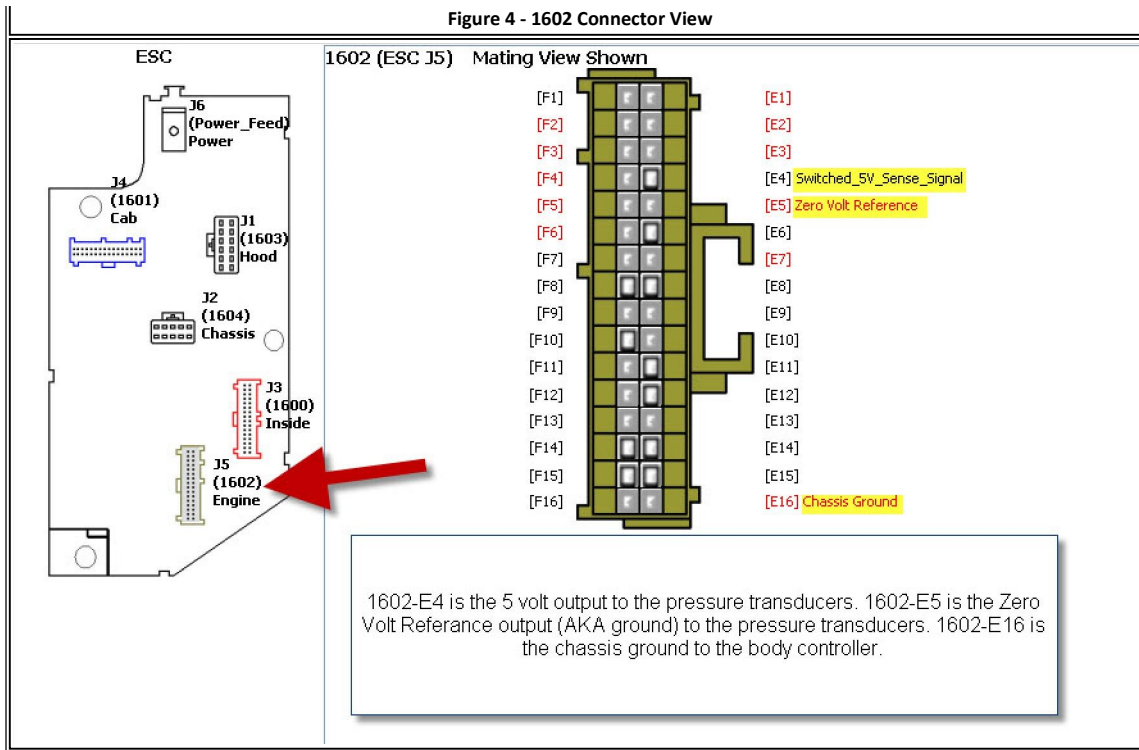 Figure 4 - 1602 Connector View
ESC
1602 (ESC J5) Mating View Shown
J6
(Power_Feed)
Power
J4
(1601)
Cab
J1
(1603)
Hood
J2
(1604)
Chassis
J3
(1600)
Inside
J5
(1602)
Engine
[F1] [E1]
[F2] [E2]
[F3] [E3]
[F4] [E4] Switched_5V_Sense_Signal
[F5] [E5] Zero Volt Reference
[F6] [E6]
[F7] [E7]
[F8] [E8]
[F9] [E9]
[F10] [E10]
[F11] [E11]
[F12] [E12]
[F13] [E13]
[F14] [E14]
[F15] [E15]
[F16] [E16] Chassis Ground
1602-E4 is the 5 volt output to the pressure transducers. 1602-E5 is the Zero
Volt Referance output (AKA ground) to the pressure transducers. 1602-E16 is
the chassis ground to the body controller.